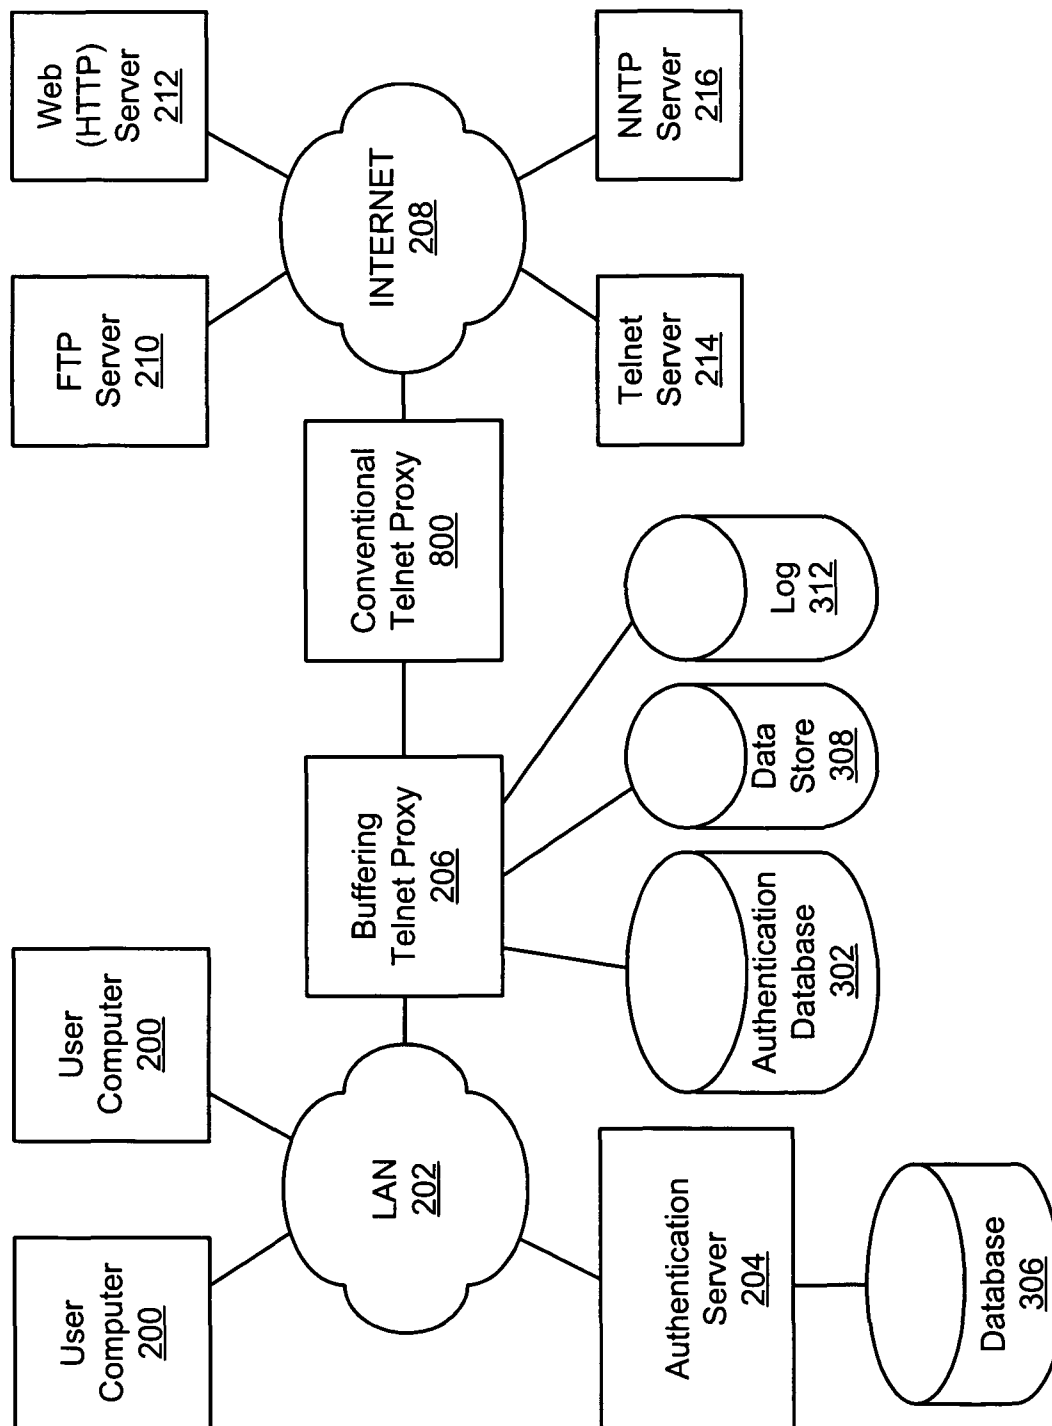 User
Computer
200
User
Computer
200
FTP
Server
210
Web
(HTTP)
Server
212
LAN
202
Buffering
Telnet Proxy
206
Conventional
Telnet Proxy
800
INTERNET
208
Authentication
Server
204
Authentication
Database
302
Data
Store
308
Log
312
Telnet
Server
214
NNTP
Server
216
Database
306